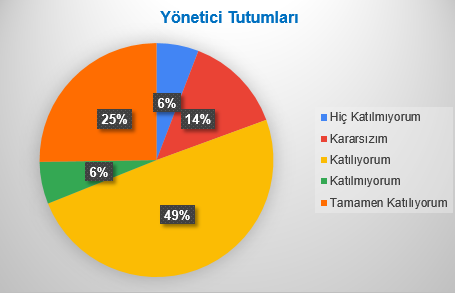 Yönetici Tutumları
6%
14%
49%
6%
25%
Hiç Katılmıyorum
Kararsızım
Katılıyorum
Katılmıyorum
Tamamen Katılıyorum